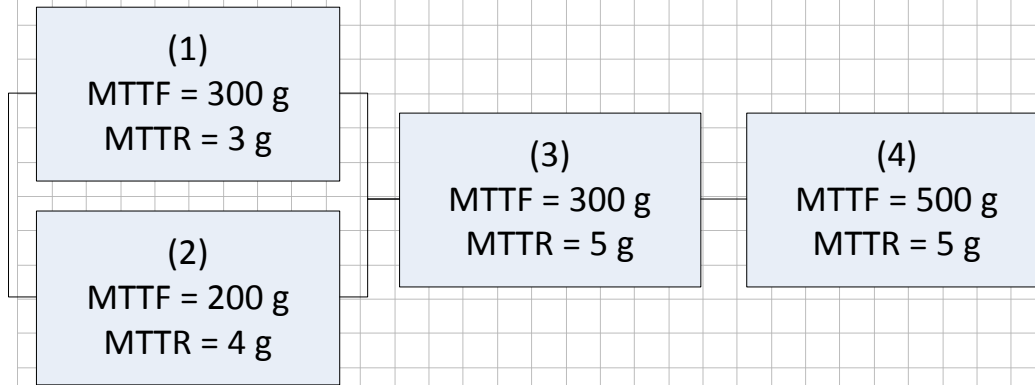 (1)
MTTF = 300 g
MTTR = 3 g
(2)
MTTF = 200 g
MTTR = 4 g
(3)
MTTF = 300 g
MTTR = 5 g
(4)
MTTF = 500 g
MTTR = 5 g